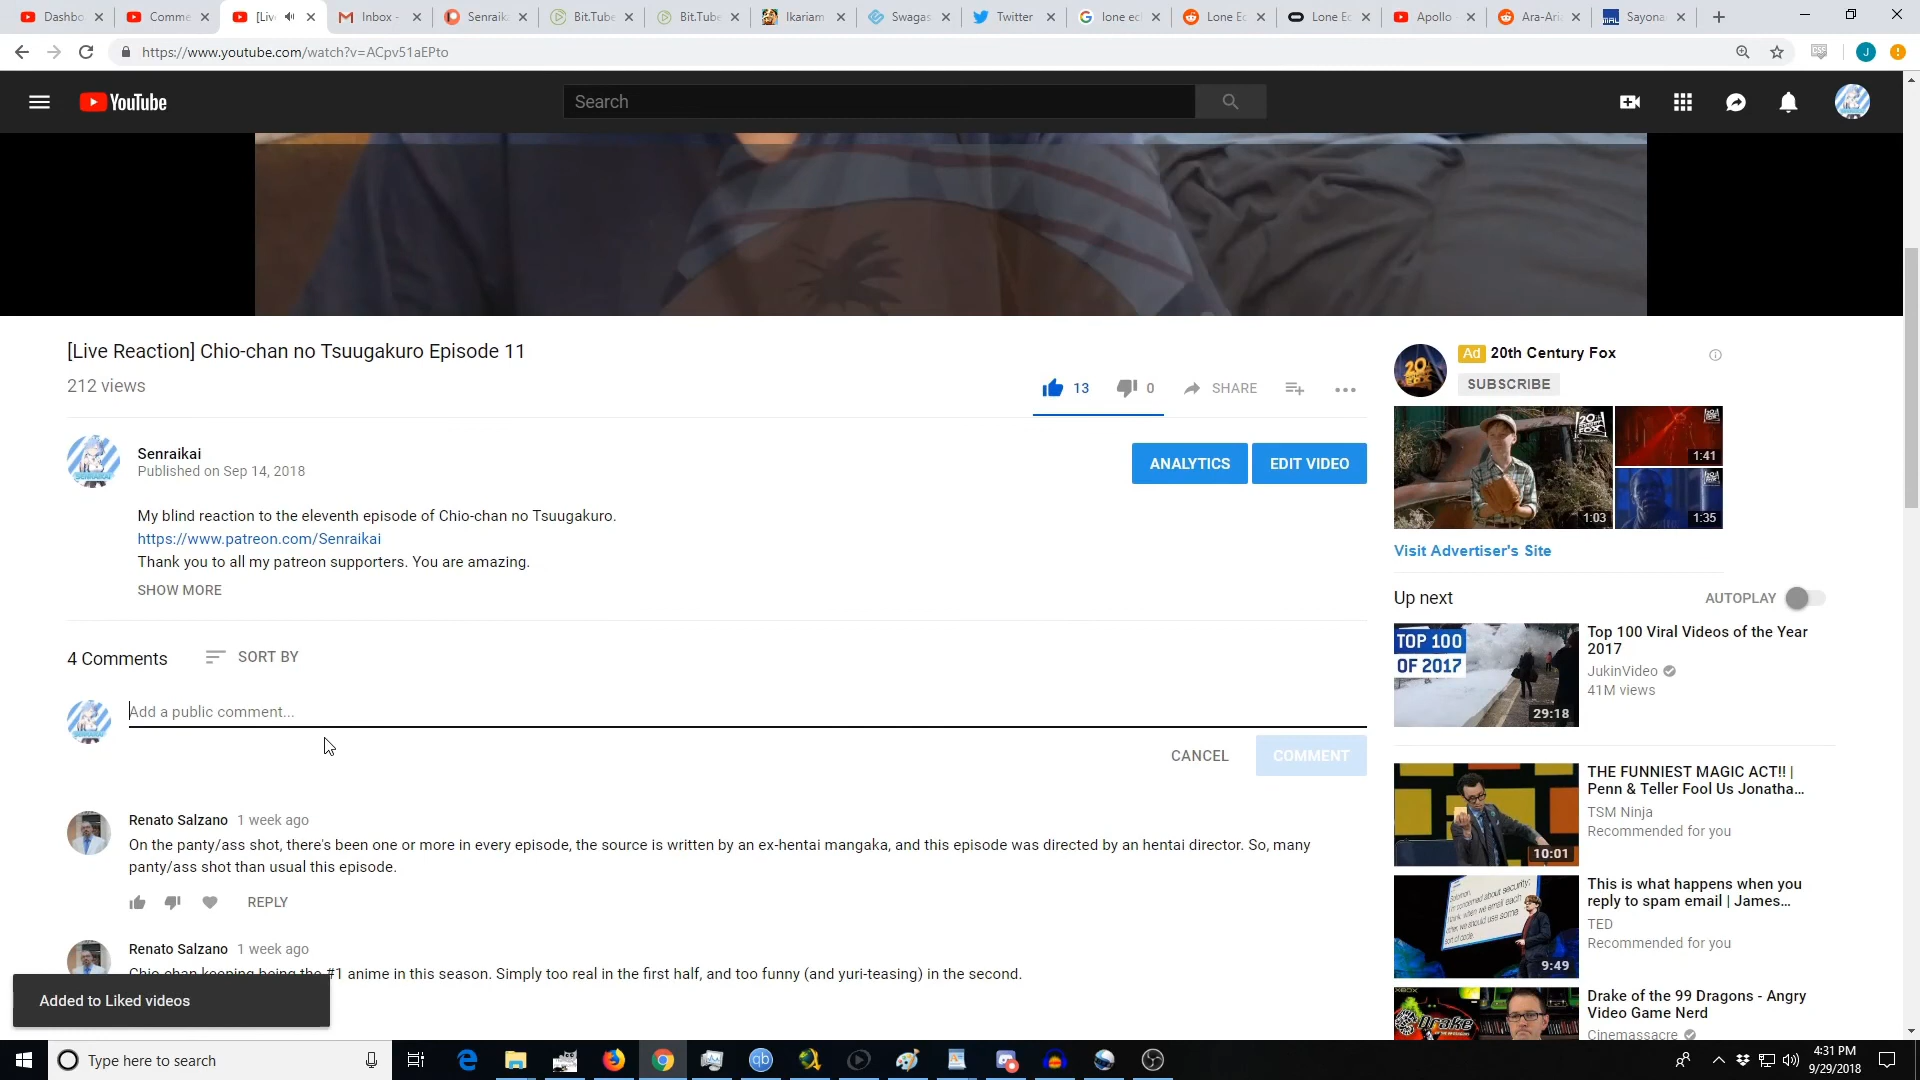 Dashbo
Comme
[Liv
Inbox -
Senraik
Bit.Tube
Bit.Tube
Ikariam
Swagas
Twitter
lone ec
Lone Ec
Lone Ec
Apollo
Ara-Ari
Sayona
https://www.youtube.com/watch?v=ACpv51aEPto
J
YouTube
Search
[Live Reaction] Chio-chan no Tsuugakuro Episode 11
212 views
13
0
SHARE
Senraikai
Published on Sep 14, 2018
ANALYTICS
EDIT VIDEO
My blind reaction to the eleventh episode of Chio-chan no Tsuugakuro.
https://www.patreon.com/Senraikai
Thank you to all my patreon supporters. You are amazing.
SHOW MORE
4 Comments
SORT BY
Add a public comment...
CANCEL
COMMENT
Renato Salzano 1 week ago
On the panty/ass shot, there's been one or more in every episode, the source is written by an ex-hentai mangaka, and this episode was directed by an hentai director. So, many
panty/ass shot than usual this episode.
REPLY
Renato Salzano 1 week ago
Chio-chan keeping being the #1 anime in this season. Simply too real in the first half, and too funny (and yuri-teasing) in the second.
Added to Liked videos
Ad 20th Century Fox
SUBSCRIBE
1:03
1:41
1:35
Visit Advertiser's Site
Up next
AUTOPLAY
TOP 100
OF 2017
29:18
Top 100 Viral Videos of the Year
2017
JukinVideo
41M views
10:01
THE FUNNIEST MAGIC ACT!! |
Penn & Teller Fool Us Jonatha...
TSM Ninja
Recommended for you
9:49
This is what happens when you
reply to spam email | James...
TED
Recommended for you
Drake of the 99 Dragons - Angry
Video Game Nerd
Cinemassacre
Type here to search
qb
4:31 PM
9/29/2018